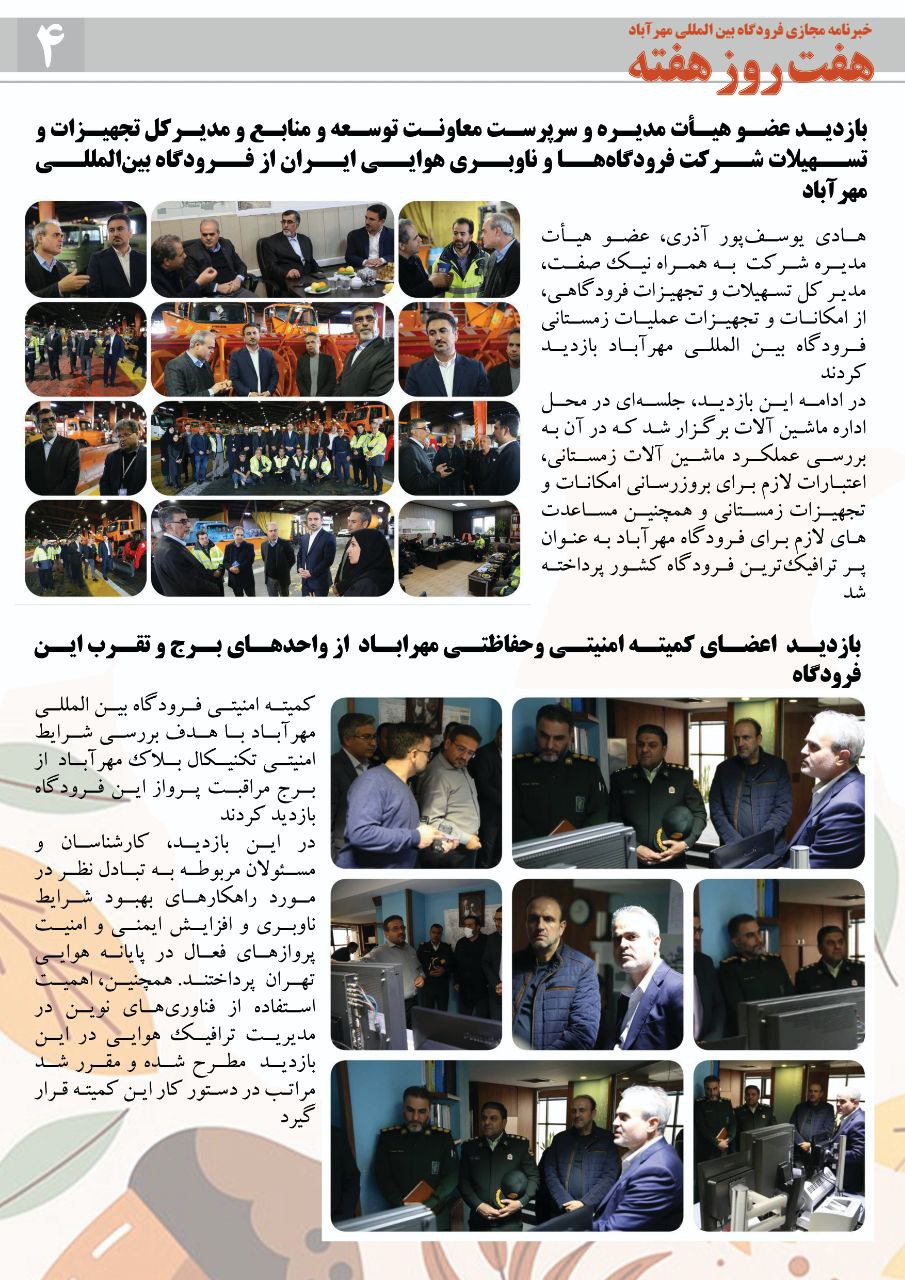 خبرنامه مجازی فرودگاه بین المللی مهرآباد
هفت روز هفته
۴
بازدید عضو هیأت مدیره و سرپرست معاونت توسعه و منابع و مدیرکل تجهیزات و
تسهیلات شرکت فرودگاه‌ها و ناوبری هوایی ایران از فرودگاه بین‌المللی
مهرآباد
هادی یوسف‌پور آذری، عضو هیأت
مدیره شرکت به همراه نیک صفت،
مدیر کل تسهیلات و تجهیزات فرودگاهی،
از امکانات و تجهیزات عملیات زمستانی
فرودگاه بین المللی مهرآباد بازدید
کردند
در ادامه این بازدید، جلسه‌ای در محل
اداره ماشین آلات برگزار شد که در آن به
بررسی عملکرد ماشین آلات زمستانی،
اعتبارات لازم برای بروزرسانی امکانات و
تجهیزات زمستانی و همچنین مساعدت
های لازم برای فرودگاه مهرآباد به عنوان
پر ترافیک‌ترین فرودگاه کشور پرداخته
شد
بازدید اعضای کمیته امنیتی وحفاظتی مهراباد از واحدهای برج و تقرب این
فرودگاه
کمیته امنیتی فرودگاه بین المللی
مهرآباد با هدف بررسی شرایط
امنیتی تکنیکال بلاک مهرآباد از
برج مراقبت پرواز این فرودگاه
بازدید کردند
در این بازدید، کارشناسان و
مسئولان مربوطه به تبادل نظر در
مورد راهکارهای بهبود شرایط
ناوبری و افزایش ایمنی و امنیت
پروازهای فعال در پایانه هوایی
تهران پرداختند. همچنین، اهمیت
استفاده از فناوری‌های نوین در
مدیریت ترافیک هوایی در این
بازدید مطرح شده و مقرر شد
مراتب در دستور کار این کمیته قرار
گیرد